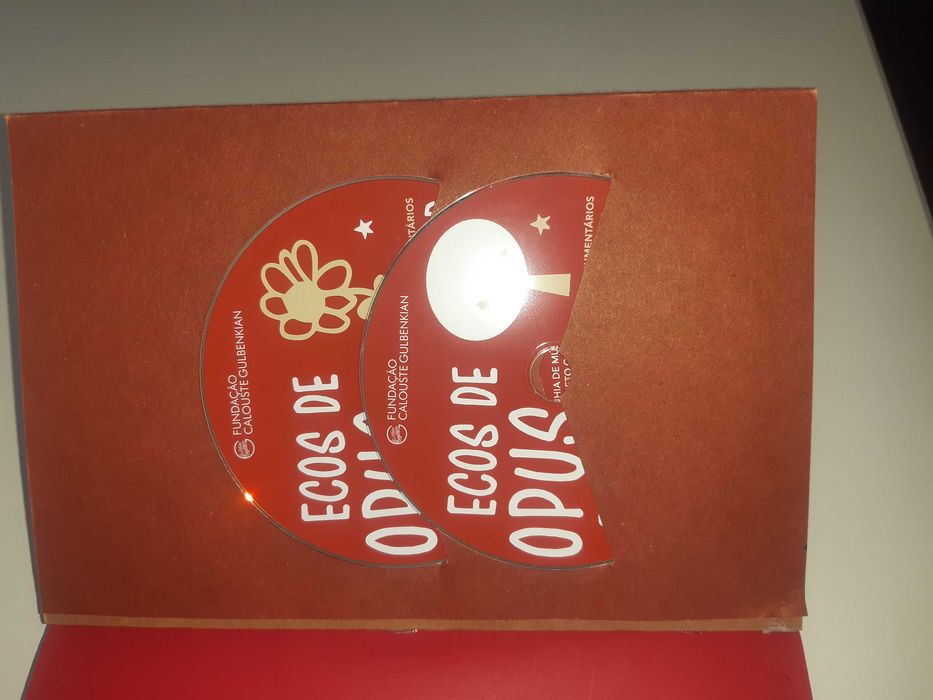 FUNDAÇÃO
CALOUSTE GULBENKIAN
ECOS DE
FUNDAÇÃO
CALOUSTE GULBENKIAN
ECOS DE
OPUS